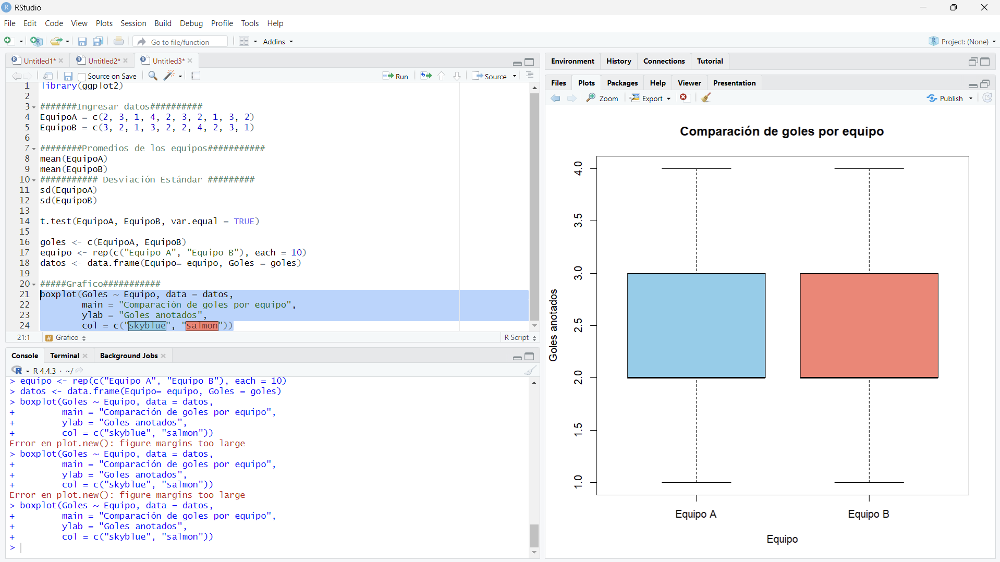 RStudio
File Edit Code View Plots Session Build Debug Profile Tools Help
Go to file/function Addins Project: (None)
Untitled1* Untitled2* Untitled3*
Source on Save Run Source
1 library(ggplot2)
2
3 #######Ingresar datos##########
4 EquipoA = c(2, 3, 1, 4, 2, 3, 2, 1, 3, 2)
5 EquipoB = c(3, 2, 1, 3, 2, 2, 4, 2, 3, 1)
6
7 ########Promedios de los equipos###########
8 mean(EquipoA)
9 mean(EquipoB)
10 ########### Desviación Estándar #########
11 sd(EquipoA)
12 sd(EquipoB)
13
14 t.test(EquipoA, EquipoB, var.equal = TRUE)
15
16 goles <- c(EquipoA, EquipoB)
17 equipo <- rep(c("Equipo A", "Equipo B"), each = 10)
18 datos <- data.frame(Equipo= equipo, Goles = goles)
19
20 #####Grafico###########
21 boxplot(Goles ~ Equipo, data = datos,
22 main = "Comparación de goles por equipo",
23 ylab = "Goles anotados",
24 col = c("skyblue", "salmon"))
21:1 # Grafico R Script
Console Terminal Background Jobs
R 4.4.3 · ~/
> equipo <- rep(c("Equipo A", "Equipo B"), each = 10)
> datos <- data.frame(Equipo= equipo, Goles = goles)
> boxplot(Goles ~ Equipo, data = datos,
+ main = "Comparación de goles por equipo",
+ ylab = "Goles anotados",
+ col = c("skyblue", "salmon"))
Error en plot.new(): figure margins too large
> boxplot(Goles ~ Equipo, data = datos,
+ main = "Comparación de goles por equipo",
+ ylab = "Goles anotados",
+ col = c("skyblue", "salmon"))
Error en plot.new(): figure margins too large
> boxplot(Goles ~ Equipo, data = datos,
+ main = "Comparación de goles por equipo",
+ ylab = "Goles anotados",
+ col = c("skyblue", "salmon"))
>
Environment History Connections Tutorial
Files Plots Packages Help Viewer Presentation
Zoom Export Publish
Comparación de goles por equipo
4.0
3.5
3.0
2.5
2.0
1.5
1.0
Goles anotados
Equipo A Equipo B
Equipo